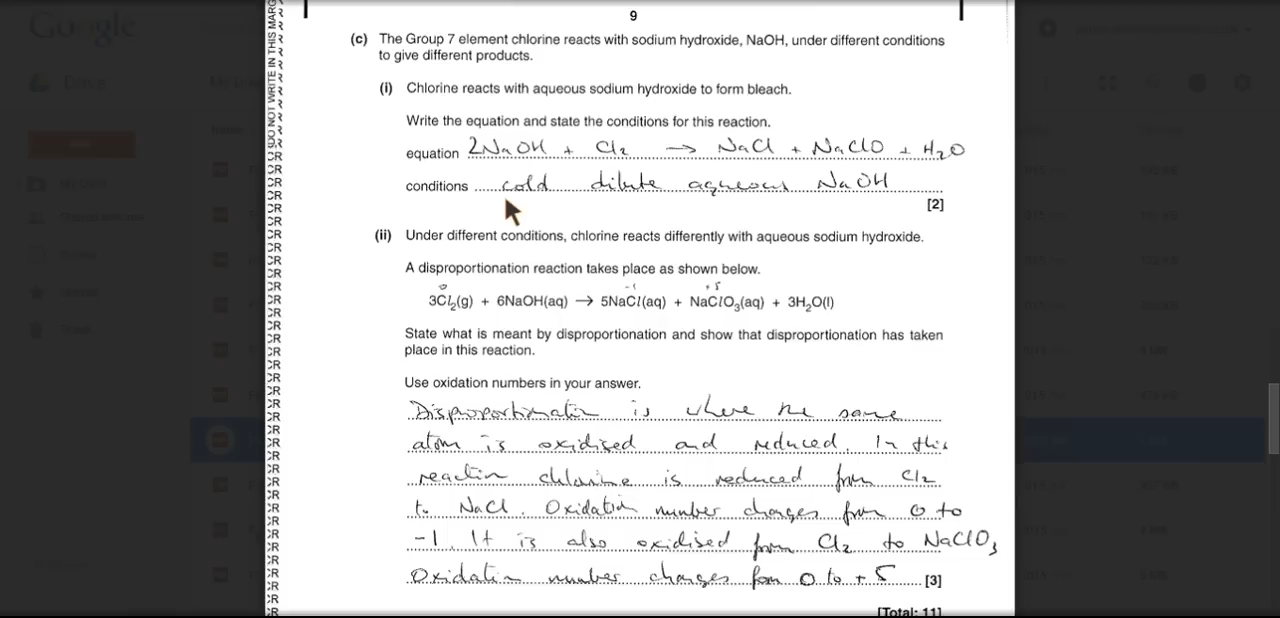 9
(c) The Group 7 element chlorine reacts with sodium hydroxide, NaOH, under different conditions
to give different products.
(i) Chlorine reacts with aqueous sodium hydroxide to form bleach.
Write the equation and state the conditions for this reaction.
equation 2NaOH + Cl₂ → NaCl + NaClO + H₂O
conditions cold dilute aqueous NaOH
[2]
(ii) Under different conditions, chlorine reacts differently with aqueous sodium hydroxide.
A disproportionation reaction takes place as shown below.
0 -1 +5
3Cl₂(g) + 6NaOH(aq) → 5NaCl(aq) + NaClO₃(aq) + 3H₂O(l)
State what is meant by disproportionation and show that disproportionation has taken
place in this reaction.
Use oxidation numbers in your answer.
Disproportionation is where the same
atom is oxidised and reduced. In this
reaction chlorine is reduced from Cl₂
to NaCl. Oxidation number changes from 0 to
-1. It is also oxidised from Cl₂ to NaClO₃
Oxidation number changes from 0 to +5 [3]
[Total: 11]
DO NOT WRITE IN THIS MARG
Google
Drive